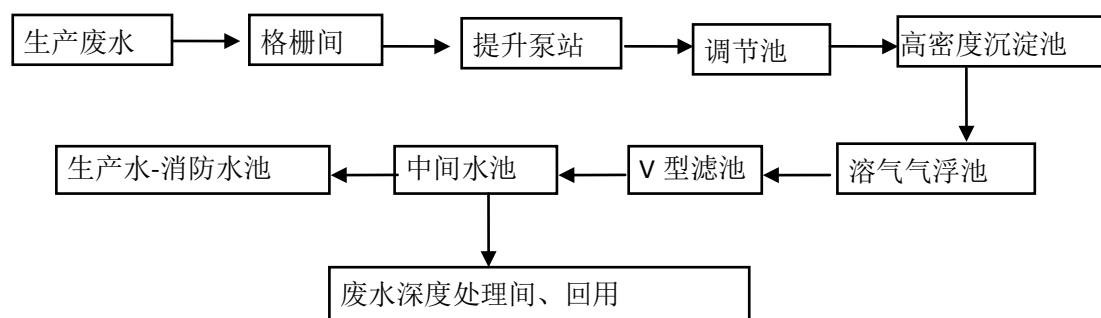 生产废水
格栅间
提升泵站
调节池
高密度沉淀池
生产水-消防水池
中间水池
V 型滤池
溶气气浮池
废水深度处理间、回用